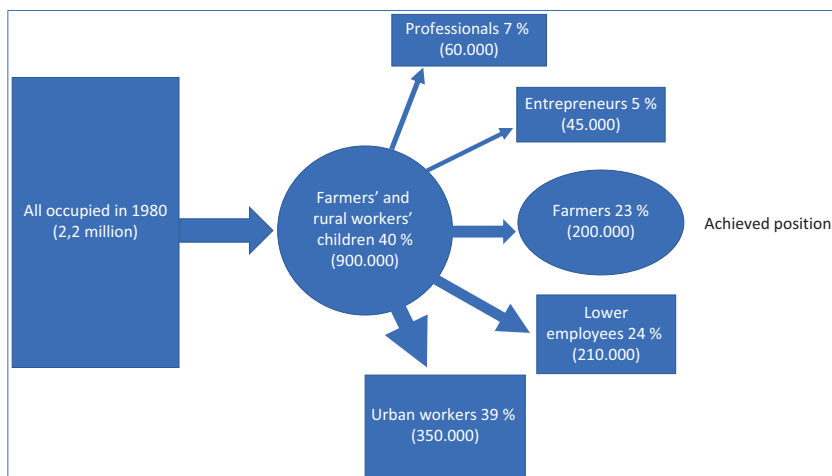 Professionals 7 %
(60.000)
Entrepreneurs 5 %
(45.000)
All occupied in 1980
(2,2 million)
Farmers’ and
rural workers’
children 40 %
(900.000)
Farmers 23 %
(200.000)
Achieved position
Lower
employees 24 %
(210.000)
Urban workers 39 %
(350.000)